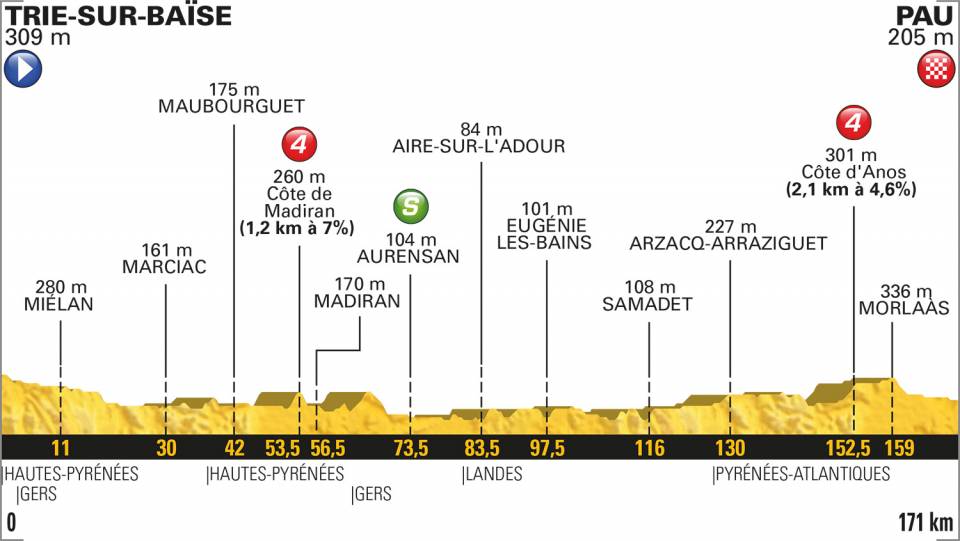 TRIE-SUR-BAÏSE
309 m
PAU
205 m
175 m
MAUBOURGUET
4
260 m
Côte de
Madiran
(1,2 km à 7%)
84 m
AIRE-SUR-L'ADOUR
4
301 m
Côte d'Anos
(2,1 km à 4,6%)
S
104 m
AURENSAN
101 m
EUGÉNIE
LES-BAINS
227 m
ARZACQ-ARRAZIGUET
161 m
MARCIAC
280 m
MIÉLAN
170 m
MADIRAN
108 m
SAMADET
336 m
MORLAÀS
11 30 42 53,5 56,5 73,5 83,5 97,5 116 130 152,5 159
|HAUTES-PYRÉNÉES |HAUTES-PYRÉNÉES |LANDES |PYRÉNÉES-ATLANTIQUES
|GERS |GERS
0 171 km